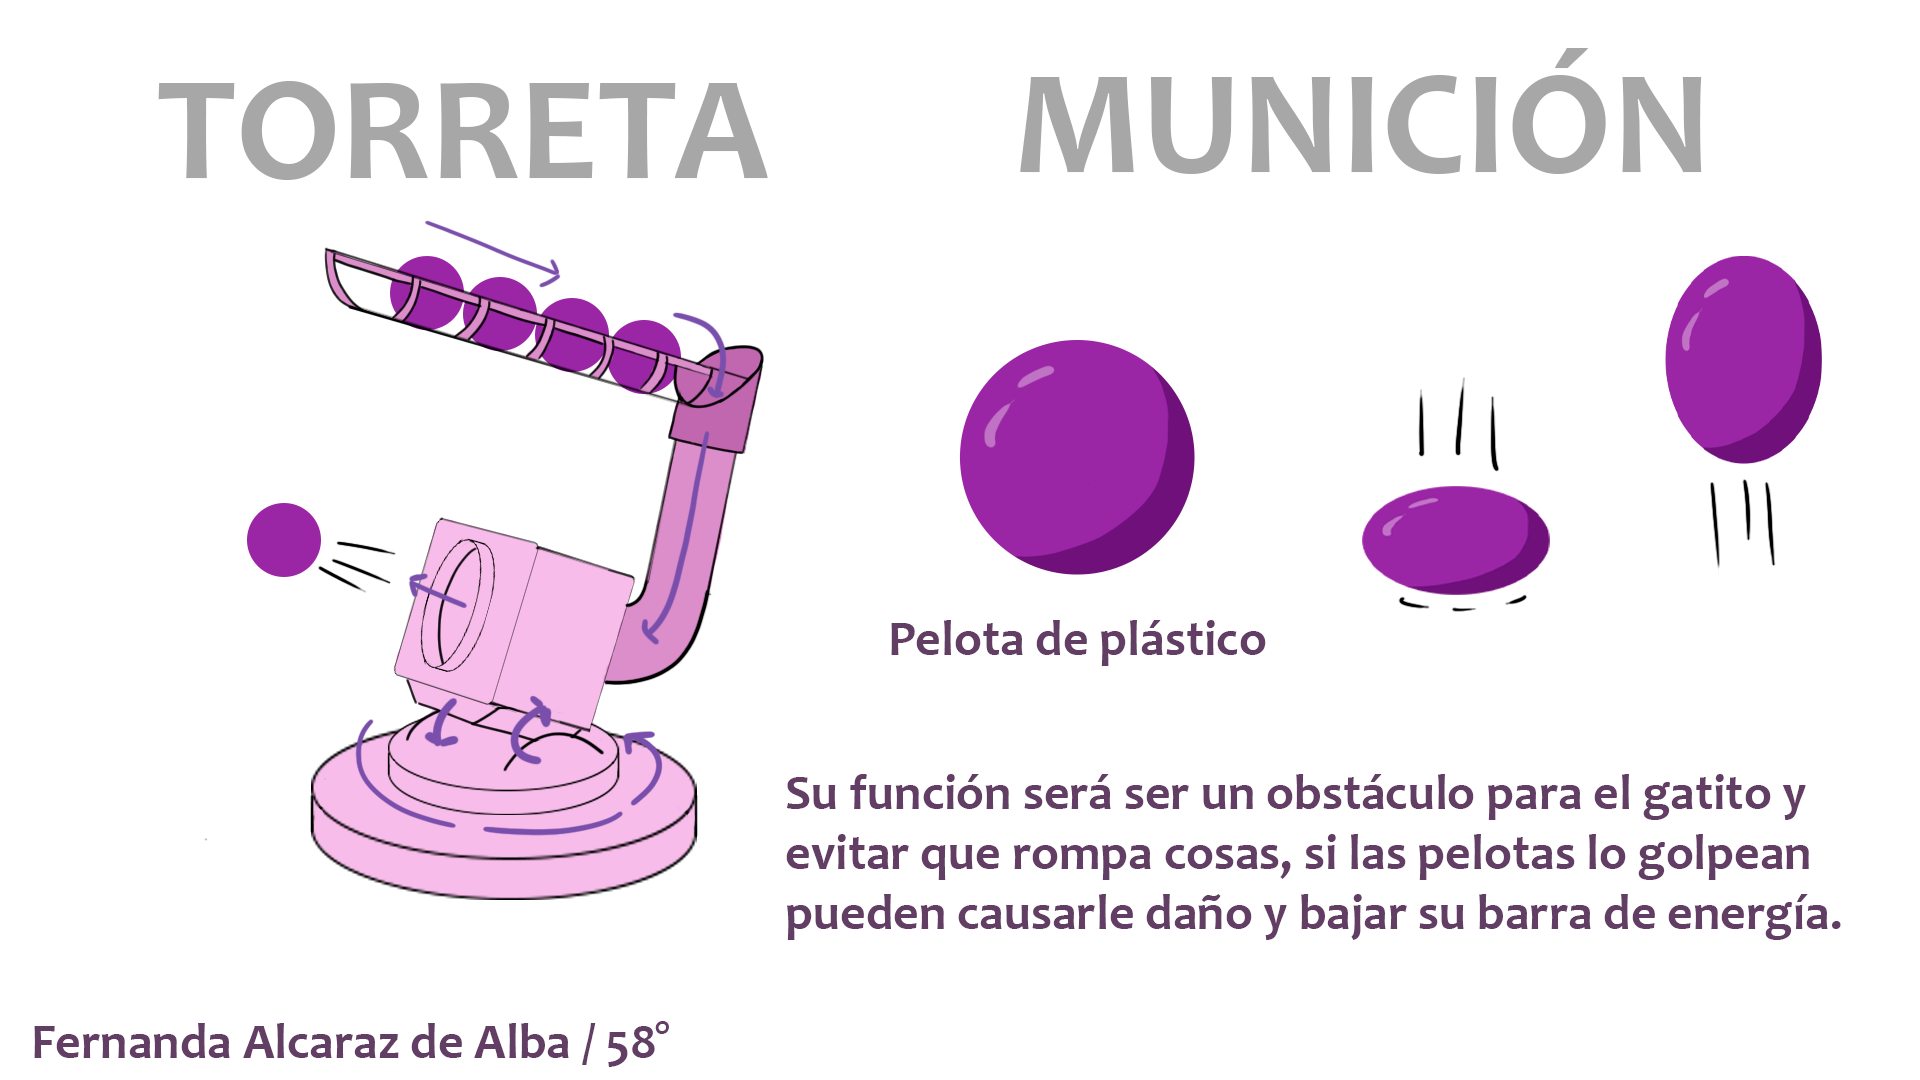 TORRETA
MUNICIÓN
Pelota de plástico
Su función será ser un obstáculo para el gatito y
evitar que rompa cosas, si las pelotas lo golpean
pueden causarle daño y bajar su barra de energía.
Fernanda Alcaraz de Alba / 58°